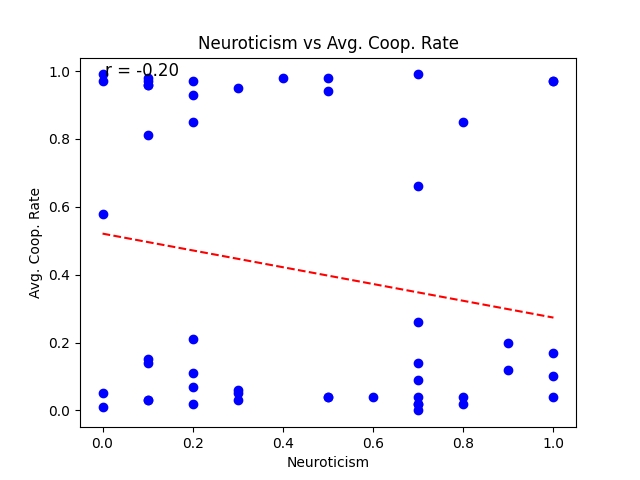 Neuroticism vs Avg. Coop. Rate
r = -0.20
1.0
0.8
0.6
0.4
0.2
0.0
Avg. Coop. Rate
0.0 0.2 0.4 0.6 0.8 1.0
Neuroticism